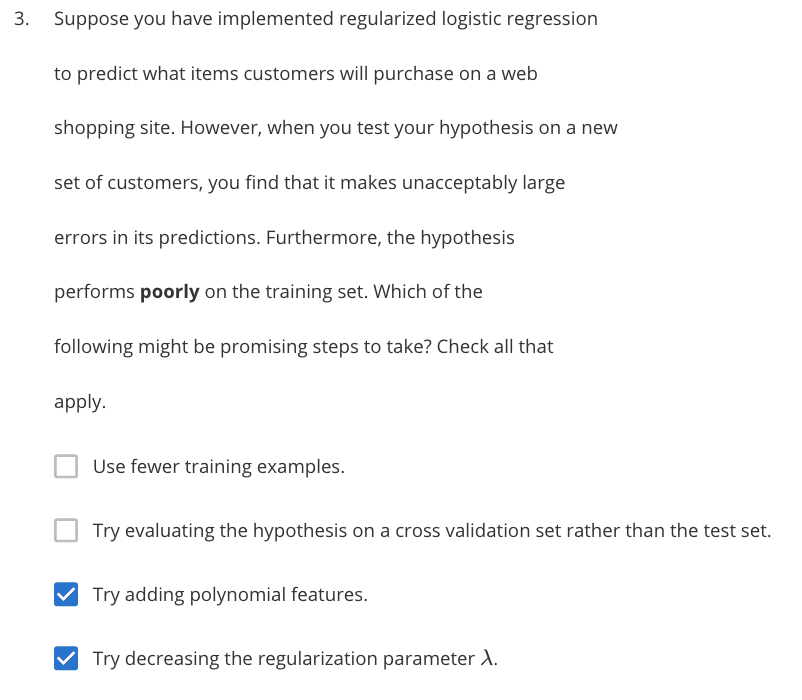 3. Suppose you have implemented regularized logistic regression
to predict what items customers will purchase on a web
shopping site. However, when you test your hypothesis on a new
set of customers, you find that it makes unacceptably large
errors in its predictions. Furthermore, the hypothesis
performs poorly on the training set. Which of the
following might be promising steps to take? Check all that
apply.
Use fewer training examples.
Try evaluating the hypothesis on a cross validation set rather than the test set.
Try adding polynomial features.
Try decreasing the regularization parameter λ.